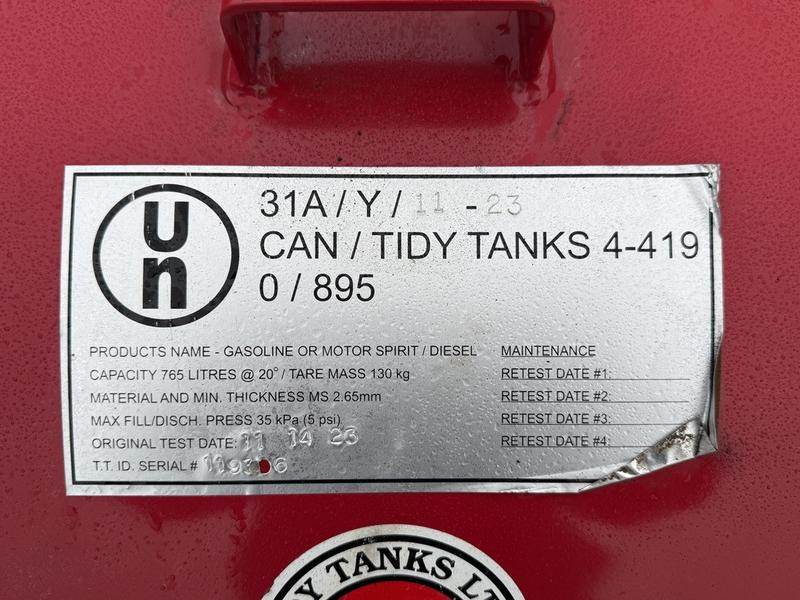 un
31A / Y / 11 - 23
CAN / TIDY TANKS 4-419
0 / 895
PRODUCTS NAME - GASOLINE OR MOTOR SPIRIT / DIESEL
CAPACITY 765 LITRES @ 20° / TARE MASS 130 kg
MATERIAL AND MIN. THICKNESS MS 2.65mm
MAX FILL/DISCH. PRESS 35 kPa (5 psi)
ORIGINAL TEST DATE: 11 14 23
T.T. ID. SERIAL #
MAINTENANCE
RETEST DATE #1:
RETEST DATE #2:
RETEST DATE #3:
RETEST DATE #4:
TANKS